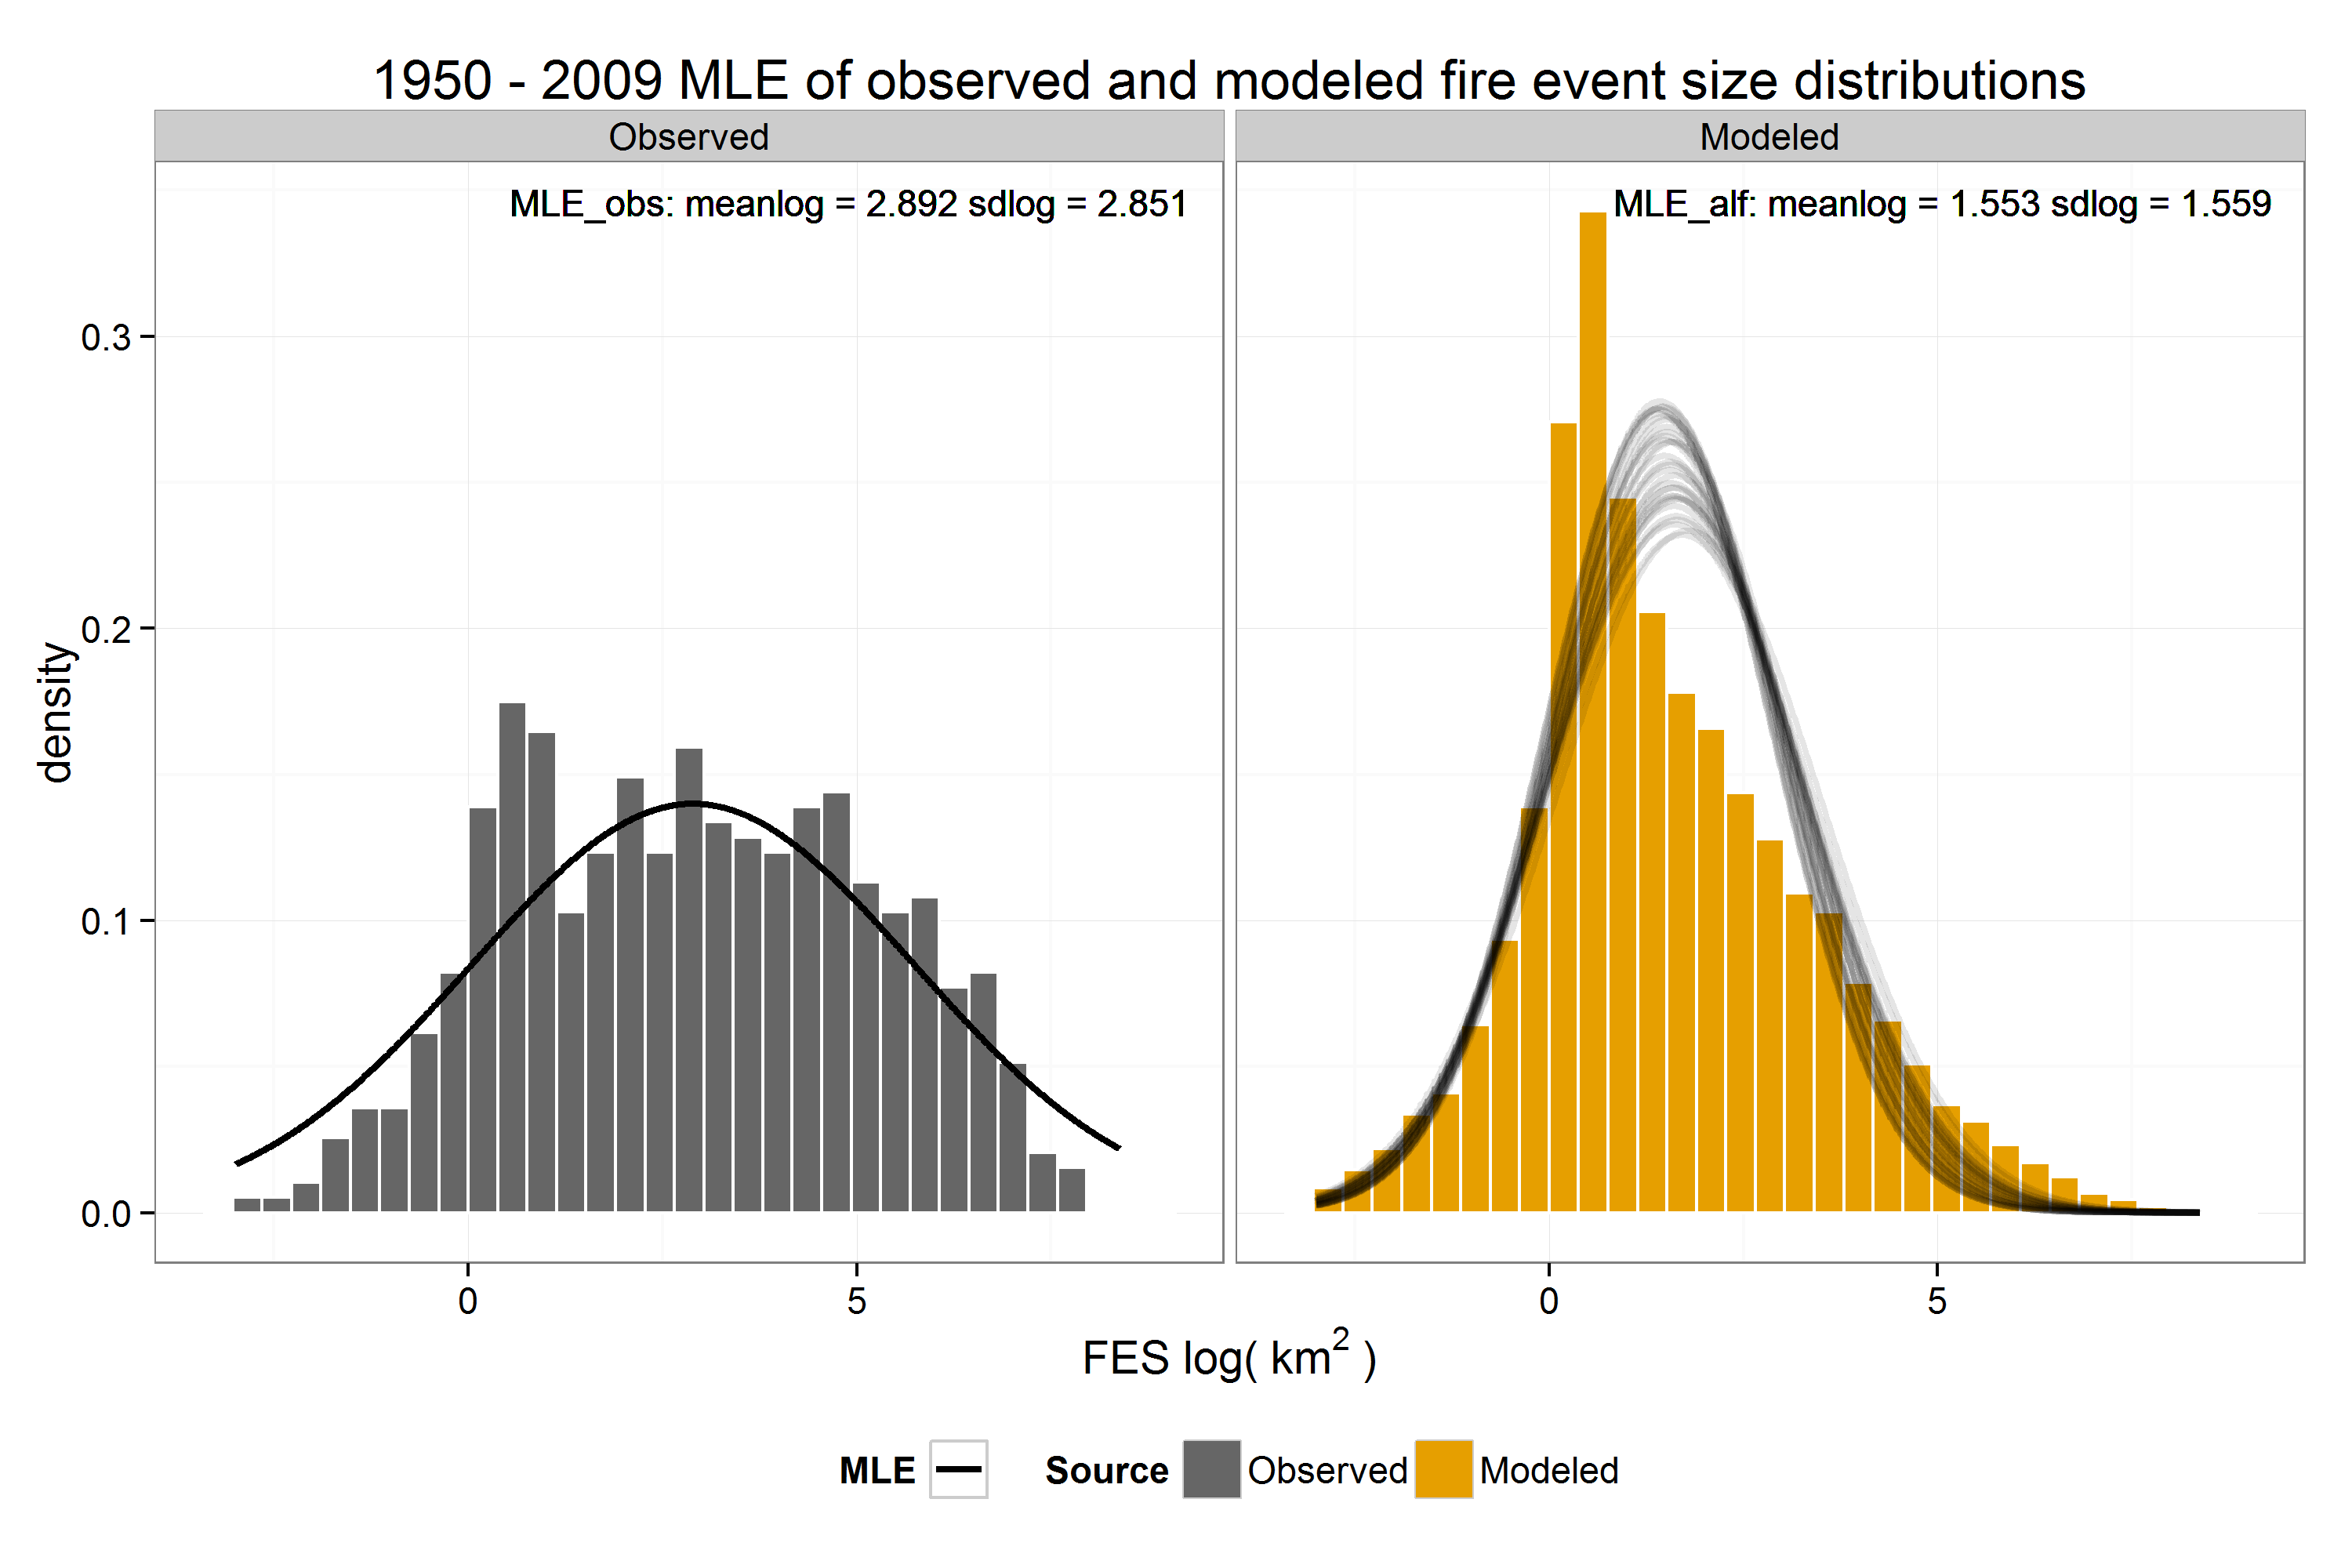 1950 - 2009 MLE of observed and modeled fire event size distributions
Observed
Modeled
MLE_obs: meanlog = 2.892 sdlog = 2.851
MLE_alf: meanlog = 1.553 sdlog = 1.559
density
0.3
0.2
0.1
0.0
0
5
0
5
FES log( km² )
MLE
Source
Observed
Modeled